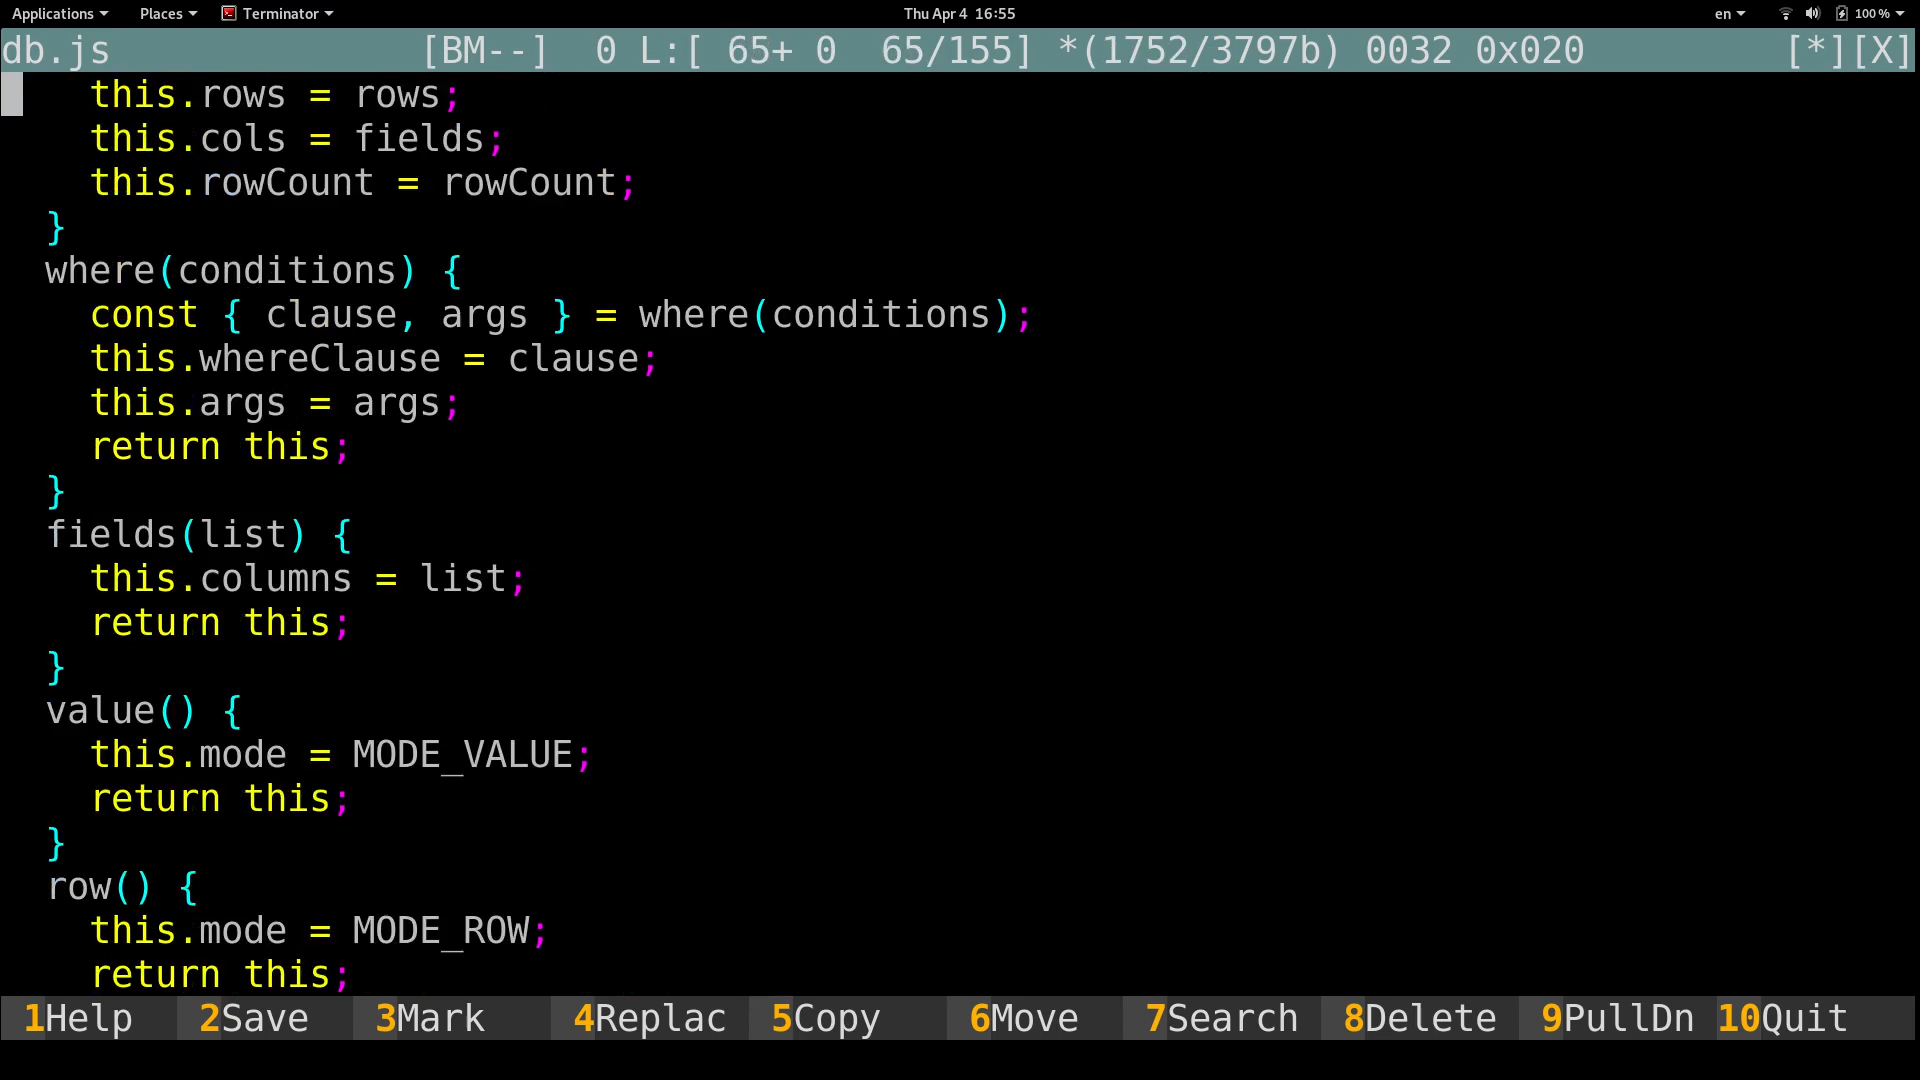 Applications Places Terminator Thu Apr 4 16:55 en 100 %
db.js [BM--] 0 L:[ 65+ 0 65/155] *(1752/3797b) 0032 0x020 [*][X]
this.rows = rows;
this.cols = fields;
this.rowCount = rowCount;
}
where(conditions) {
const { clause, args } = where(conditions);
this.whereClause = clause;
this.args = args;
return this;
}
fields(list) {
this.columns = list;
return this;
}
value() {
this.mode = MODE_VALUE;
return this;
}
row() {
this.mode = MODE_ROW;
return this;
1Help 2Save 3Mark 4Replac 5Copy 6Move 7Search 8Delete 9PullDn 10Quit